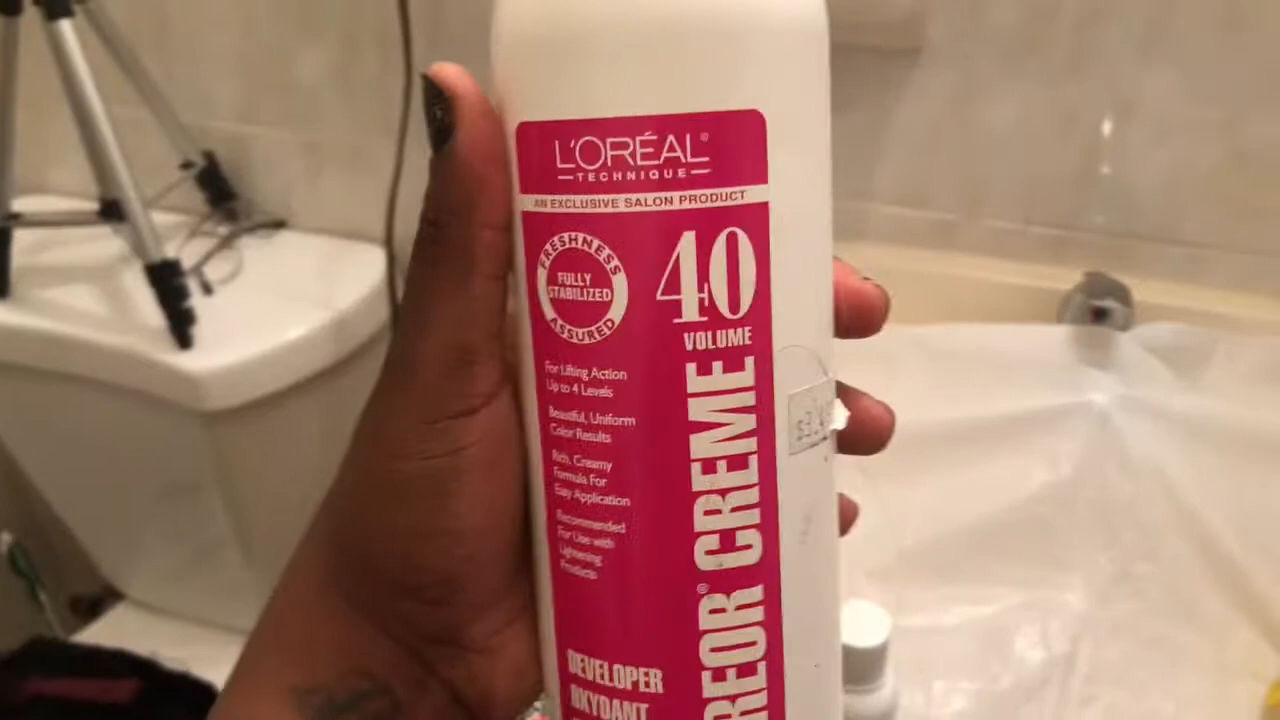 L'ORÉAL®
TECHNIQUE
AN EXCLUSIVE SALON PRODUCT
FRESHNESS
FULLY
STABILIZED
ASSURED
40
VOLUME
For Lifting Action
Up to 4 Levels
Beautiful, Uniform
Color Results
Rich, Creamy
Formula For
Easy Application
Recommended
For Use with
Lightening
Products
REOR® CREME
DEVELOPER
OXYDANT